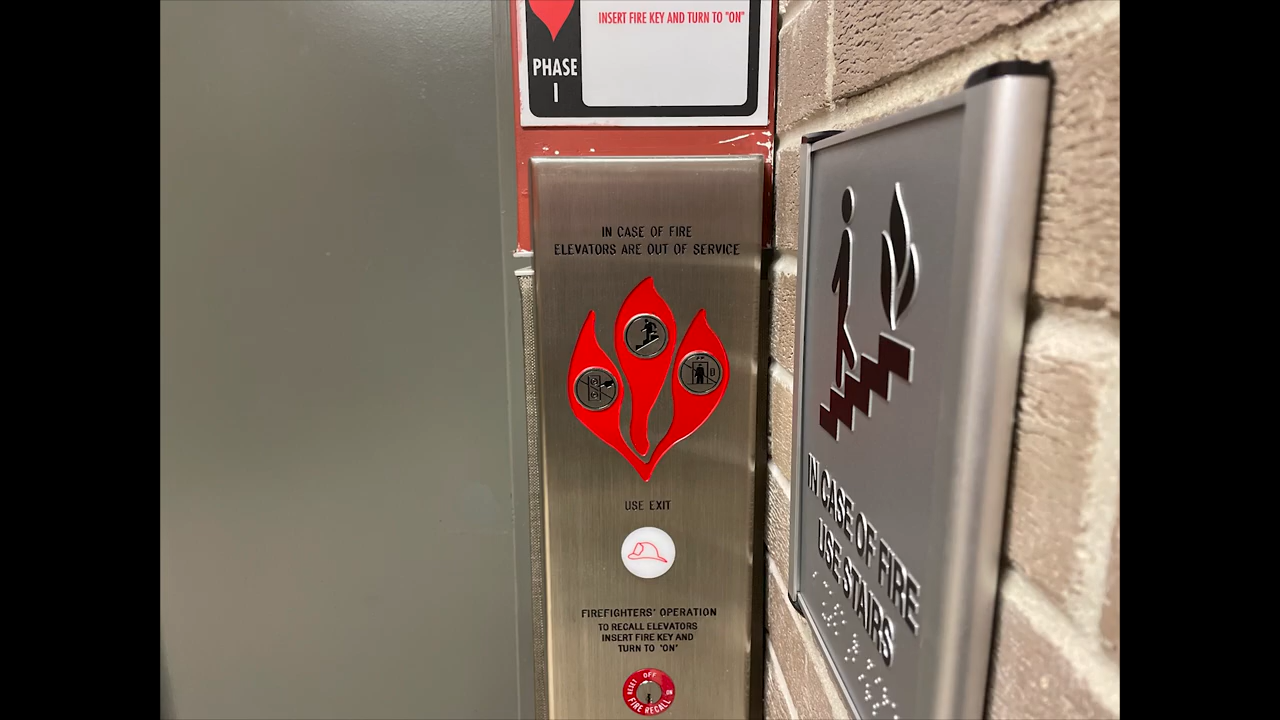 INSERT FIRE KEY AND TURN TO "ON"
PHASE
I
IN CASE OF FIRE
ELEVATORS ARE OUT OF SERVICE
USE EXIT
FIREFIGHTERS' OPERATION
TO RECALL ELEVATORS
INSERT FIRE KEY AND
TURN TO "ON"
RESET OFF ON
FIRE RECALL
IN CASE OF FIRE
USE STAIRS